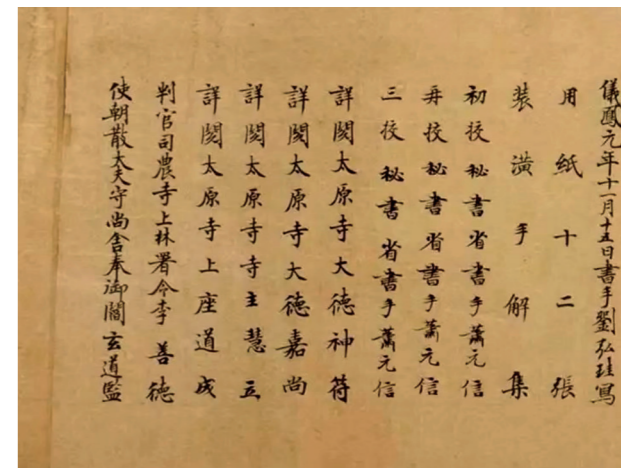 儀鳳元年十一月十五日書手劉弘珪寫
用紙十二張
裝潢手解集
初挍秘書省書手蕭元信
再挍秘書省書手蕭元信
三挍秘書省書手蕭元信
詳閱太原寺大德神符
詳閱太原寺大德嘉尚
詳閱太原寺寺主慧立
詳閱太原寺上座道成
判官司農寺上林署令李善德
使朝散大夫守尚舍奉御閻玄道監